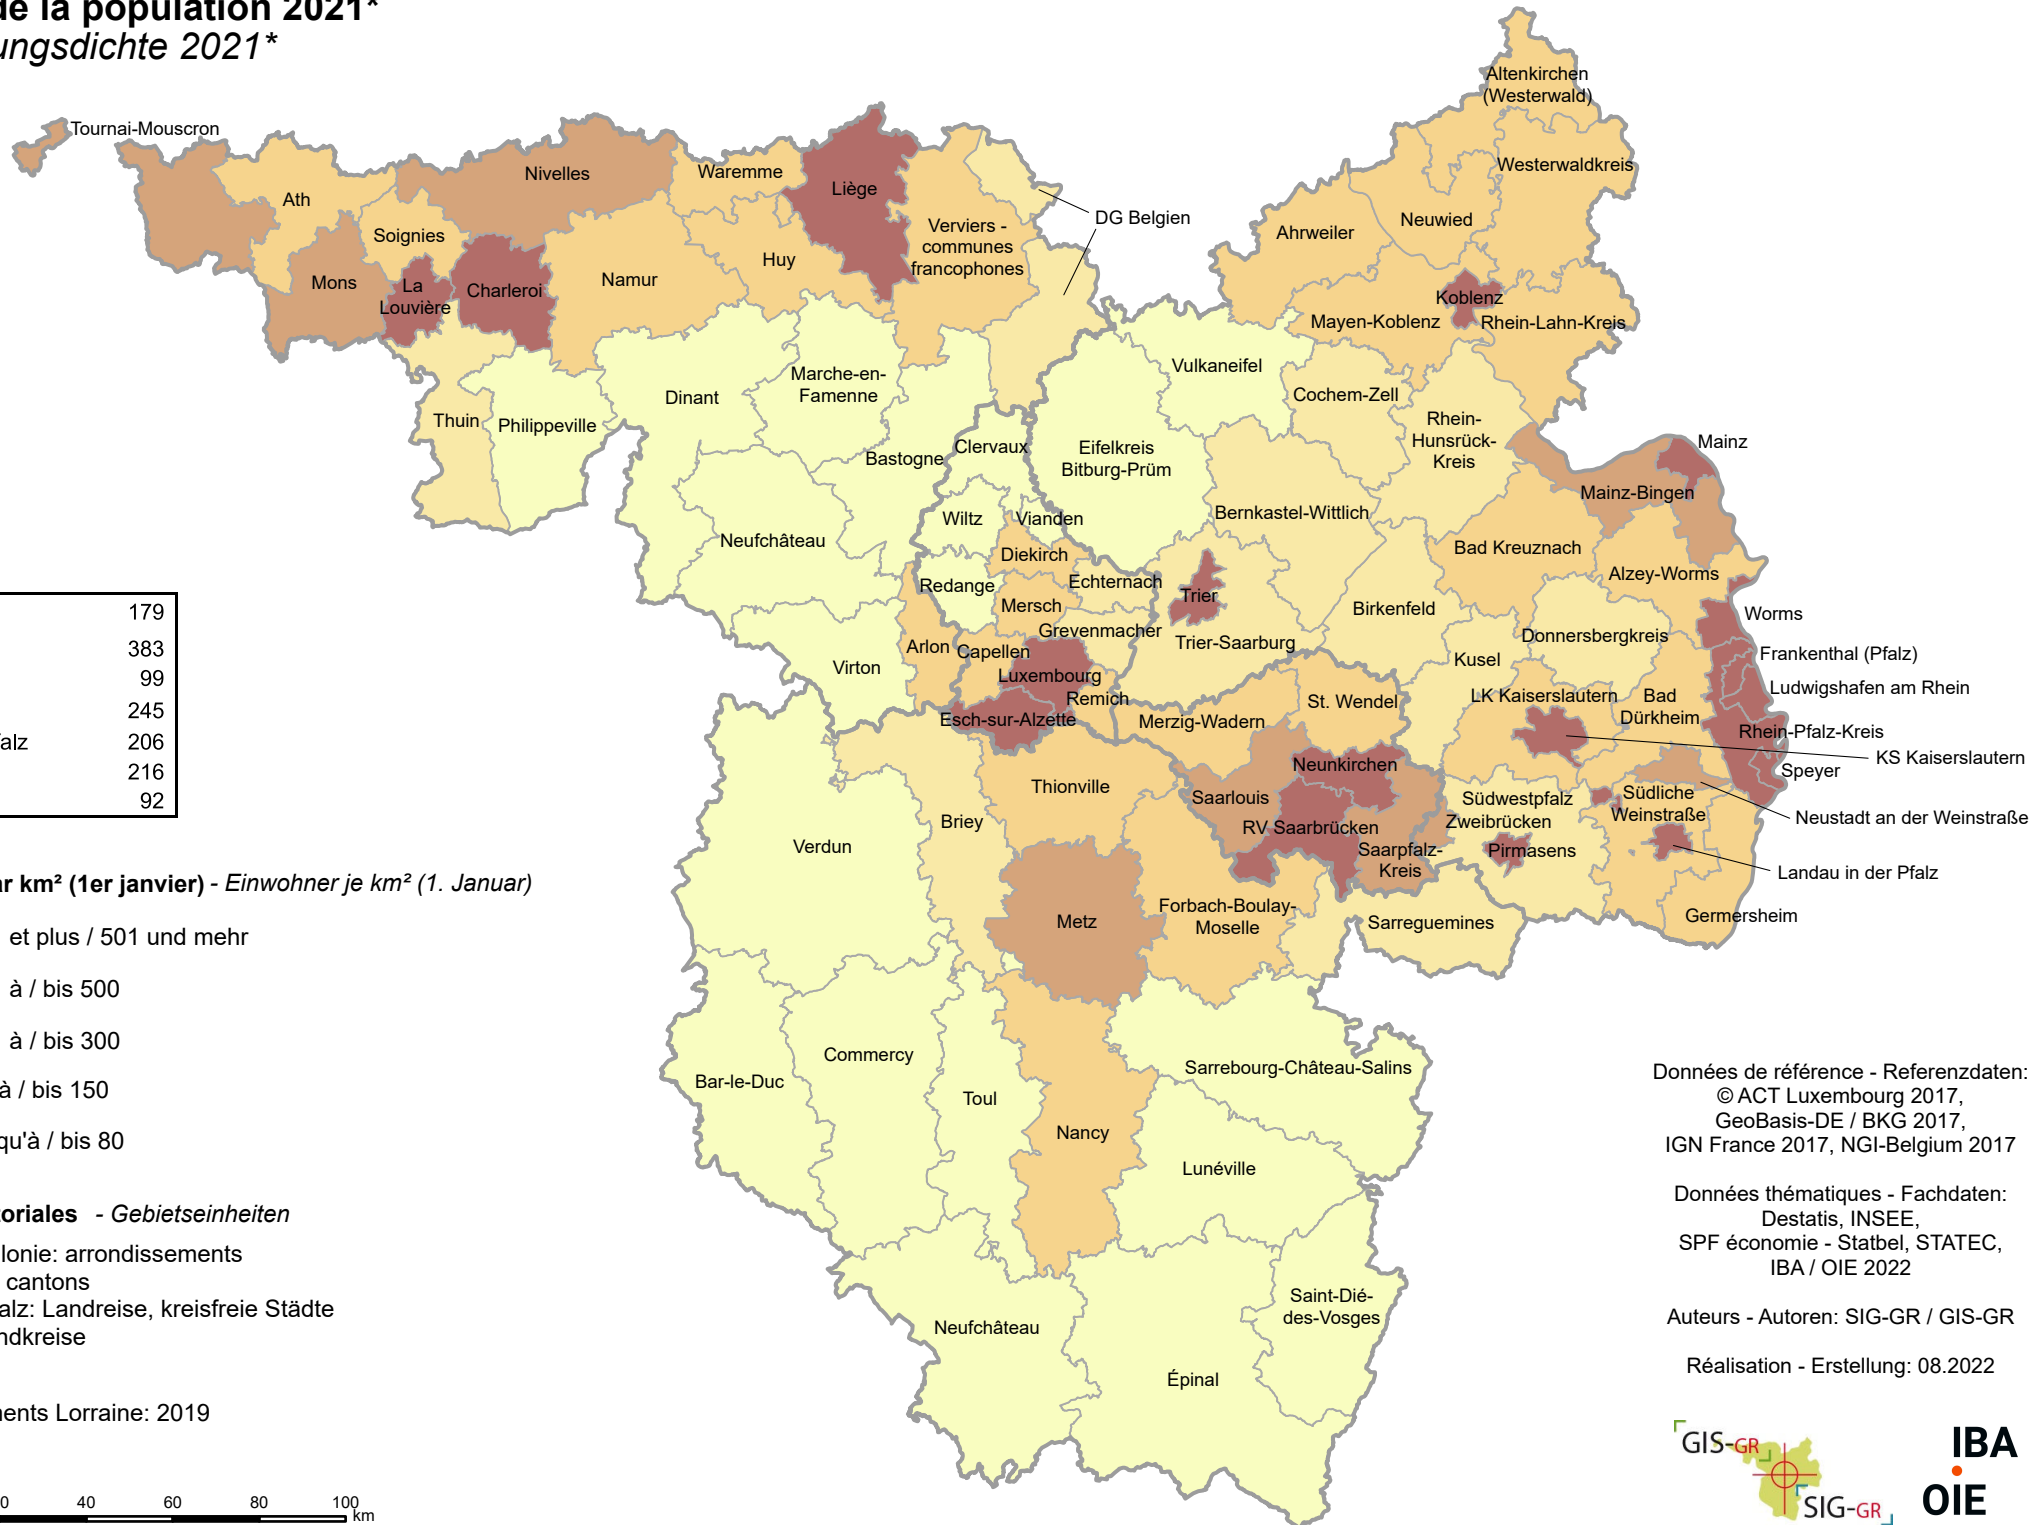 de la population 2021*
ungsdichte 2021*
Tournai-Mouscron
Ath
Nivelles
Waremme
Liège
Soignies
Mons
La
Louvière
Charleroi
Namur
Huy
Verviers -
communes
francophones
DG Belgien
Thuin
Philippeville
Dinant
Marche-en-
Famenne
Bastogne
Neufchâteau
Virton
Arlon
Clervaux
Wiltz
Vianden
Diekirch
Redange
Mersch
Echternach
Grevenmacher
Capellen
Luxembourg
Remich
Esch-sur-Alzette
Altenkirchen
(Westerwald)
Westerwaldkreis
Neuwied
Ahrweiler
Koblenz
Mayen-Koblenz
Rhein-Lahn-Kreis
Vulkaneifel
Cochem-Zell
Rhein-
Hunsrück-
Kreis
Eifelkreis
Bitburg-Prüm
Bernkastel-Wittlich
Mainz
Mainz-Bingen
Bad Kreuznach
Alzey-Worms
Trier
Trier-Saarburg
Birkenfeld
Kusel
Donnersbergkreis
Worms
Frankenthal (Pfalz)
Ludwigshafen am Rhein
LK Kaiserslautern
Bad
Dürkheim
Rhein-Pfalz-Kreis
KS Kaiserslautern
Speyer
Südliche
Weinstraße
Neustadt an der Weinstraße
Südwestpfalz
Zweibrücken
Pirmasens
Landau in der Pfalz
Germersheim
Merzig-Wadern
St. Wendel
Neunkirchen
Saarlouis
RV Saarbrücken
Saarpfalz-
Kreis
Thionville
Briey
Verdun
Metz
Forbach-Boulay-
Moselle
Sarreguemines
Bar-le-Duc
Commercy
Toul
Nancy
Sarrebourg-Château-Salins
Lunéville
Neufchâteau
Épinal
Saint-Dié-
des-Vosges
179
383
99
245
alz 206
216
92
ar km² (1er janvier) - Einwohner je km² (1. Januar)
et plus / 501 und mehr
à / bis 500
à / bis 300
à / bis 150
qu'à / bis 80
toriales - Gebietseinheiten
lonie: arrondissements
cantons
alz: Landreise, kreisfreie Städte
ndkreise
nents Lorraine: 2019
0 40 60 80 100
km
Données de référence - Referenzdaten:
© ACT Luxembourg 2017,
GeoBasis-DE / BKG 2017,
IGN France 2017, NGI-Belgium 2017
Données thématiques - Fachdaten:
Destatis, INSEE,
SPF économie - Statbel, STATEC,
IBA / OIE 2022
Auteurs - Autoren: SIG-GR / GIS-GR
Réalisation - Erstellung: 08.2022
GIS-GR
SIG-GR
IBA
OIE